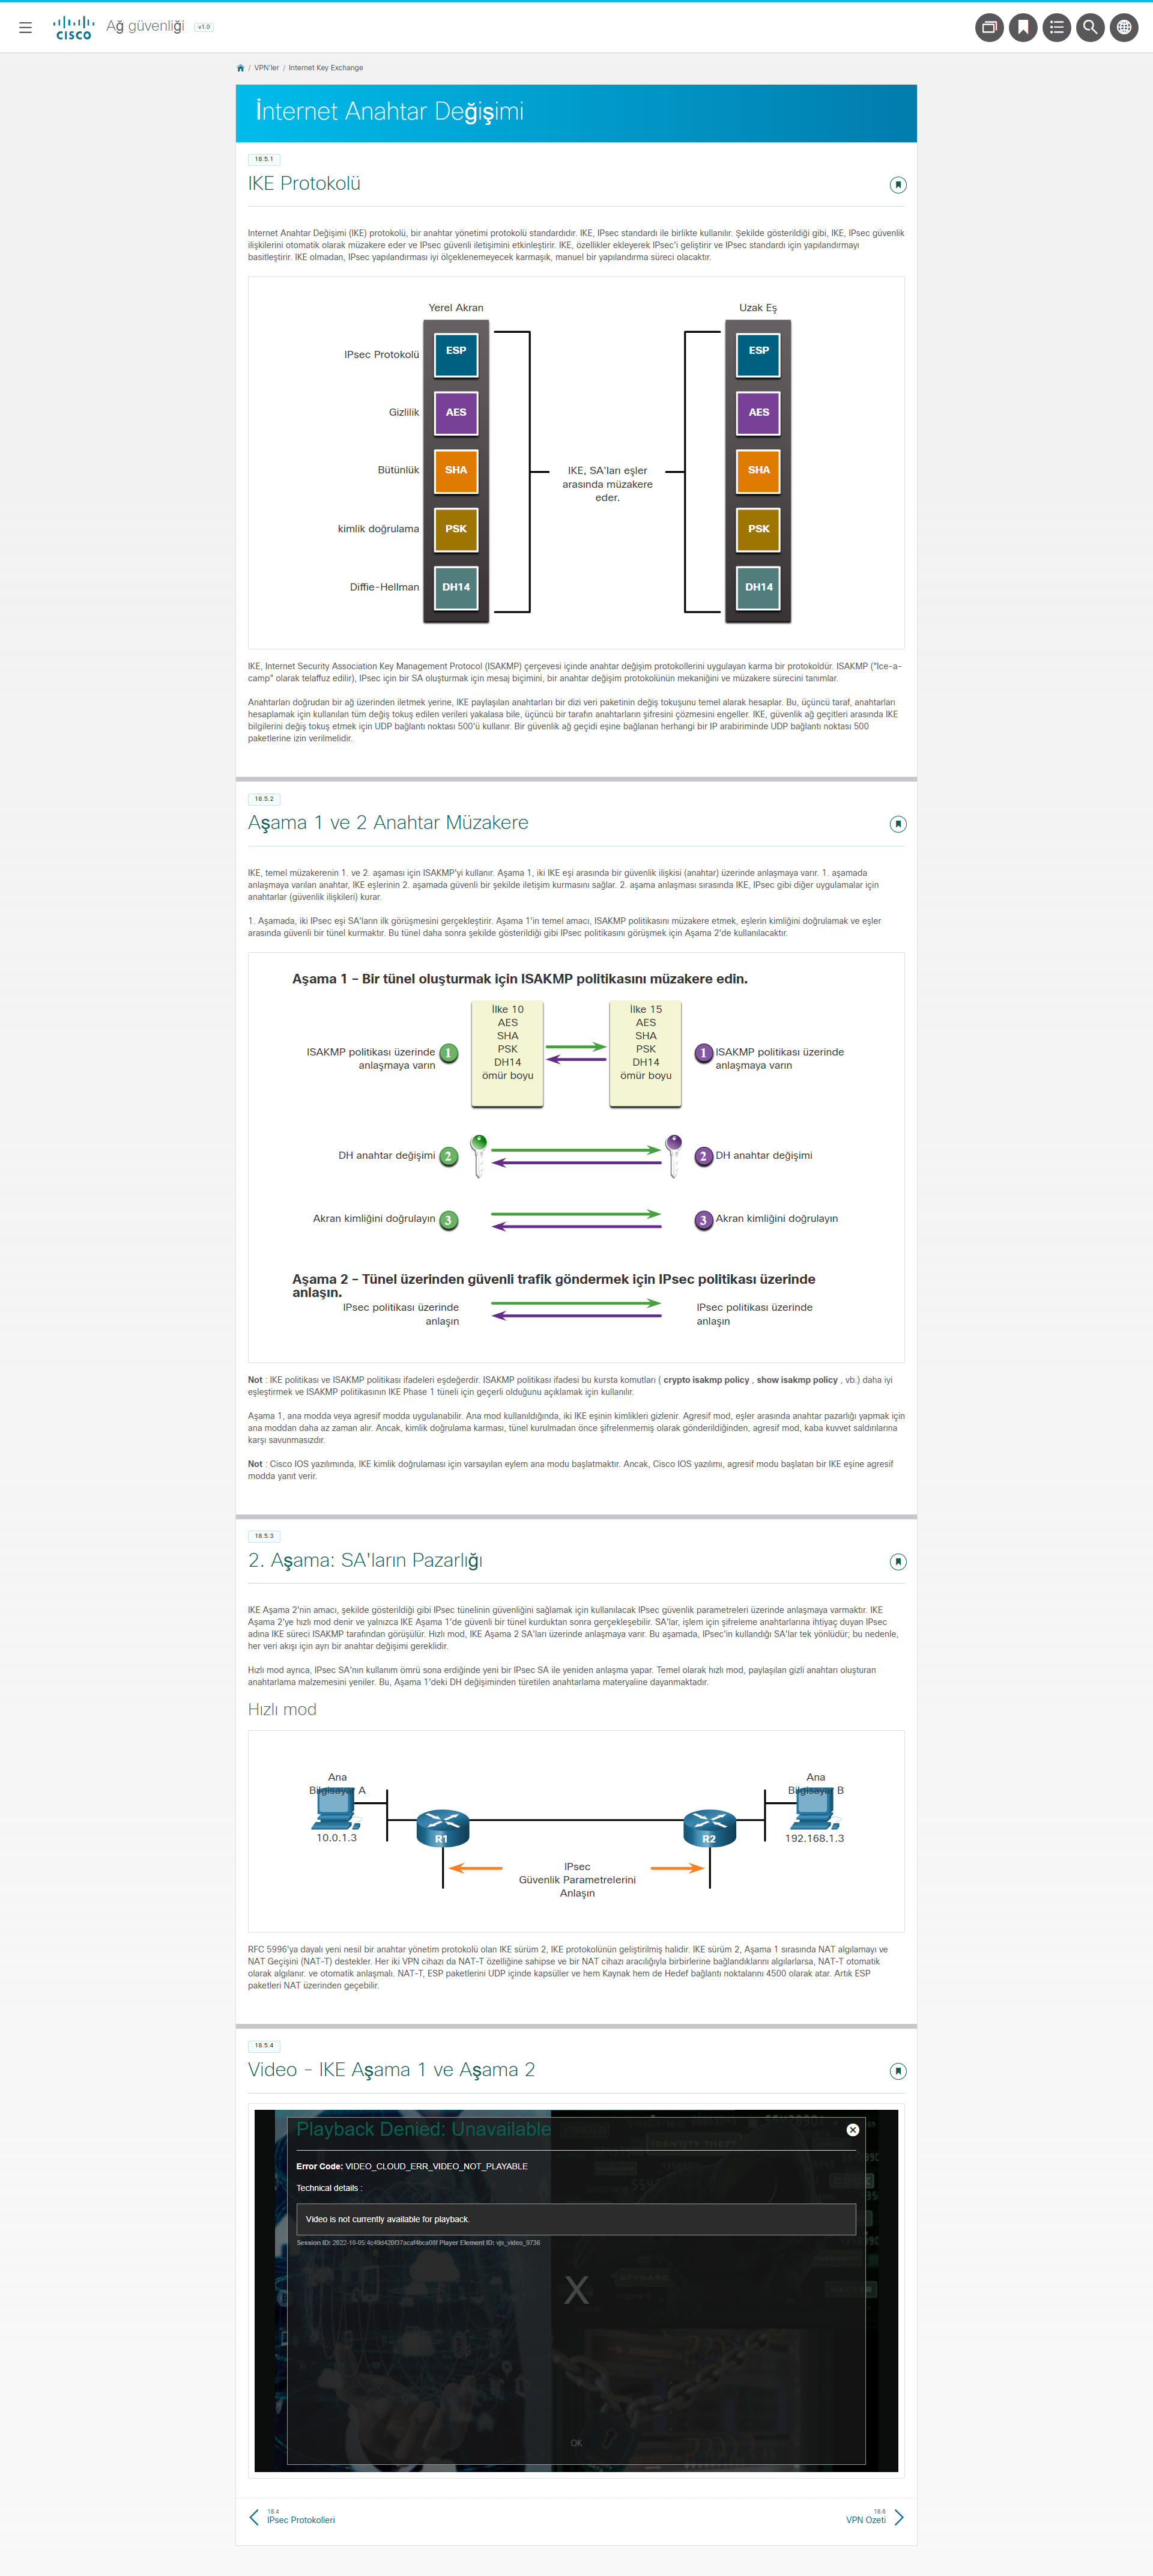 cisco
Ağ güvenliği
v1.0
/ VPN'ler / Internet Key Exchange
İnternet Anahtar Değişimi
18.5.1
IKE Protokolü
Internet Anahtar Değişimi (IKE) protokolü, bir anahtar yönetimi protokolü standardıdır. IKE, IPsec standardı ile birlikte kullanılır. Şekilde gösterildiği gibi, IKE, IPsec güvenlik
ilişkilerini otomatik olarak müzakere eder ve IPsec güvenli iletişimini etkinleştirir. IKE, özellikler ekleyerek IPsec'i geliştirir ve IPsec standardı için yapılandırmayı
basitleştirir. IKE olmadan, IPsec yapılandırması iyi ölçeklenemeyecek karmaşık, manuel bir yapılandırma süreci olacaktır.
Yerel Akran
Uzak Eş
IPsec Protokolü
ESP
ESP
Gizlilik
AES
AES
Bütünlük
SHA
SHA
IKE, SA'ları eşler
arasında müzakere
eder.
kimlik doğrulama
PSK
PSK
Diffie-Hellman
DH14
DH14
IKE, Internet Security Association Key Management Protocol (ISAKMP) çerçevesi içinde anahtar değişim protokollerini uygulayan karma bir protokoldür. ISAKMP ("Ice-a-
camp" olarak telaffuz edilir), IPsec için bir SA oluşturmak için mesaj biçimini, bir anahtar değişim protokolünün mekaniğini ve müzakere sürecini tanımlar.
Anahtarları doğrudan bir ağ üzerinden iletmek yerine, IKE paylaşılan anahtarları bir dizi veri paketinin değiş tokuşunu temel alarak hesaplar. Bu, üçüncü taraf, anahtarları
hesaplamak için kullanılan tüm değiş tokuş edilen verileri yakalasa bile, üçüncü bir tarafın anahtarların şifresini çözmesini engeller. IKE, güvenlik ağ geçitleri arasında IKE
bilgilerini değiş tokuş etmek için UDP bağlantı noktası 500'ü kullanır. Bir güvenlik ağ geçidi eşine bağlanan herhangi bir IP arabiriminde UDP bağlantı noktası 500
paketlerine izin verilmelidir.
18.5.2
Aşama 1 ve 2 Anahtar Müzakere
IKE, temel müzakerenin 1. ve 2. aşaması için ISAKMP'yi kullanır. Aşama 1, iki IKE eşi arasında bir güvenlik ilişkisi (anahtar) üzerinde anlaşmaya varır. 1. aşamada
anlaşmaya varılan anahtar, IKE eşlerinin 2. aşamada güvenli bir şekilde iletişim kurmasını sağlar. 2. aşama anlaşması sırasında IKE, IPsec gibi diğer uygulamalar için
anahtarlar (güvenlik ilişkileri) kurar.
1. Aşamada, iki IPsec eşi SA'ların ilk görüşmesini gerçekleştirir. Aşama 1'in temel amacı, ISAKMP politikasını müzakere etmek, eşlerin kimliğini doğrulamak ve eşler
arasında güvenli bir tünel kurmaktır. Bu tünel daha sonra şekilde gösterildiği gibi IPsec politikasını görüşmek için Aşama 2'de kullanılacaktır.
Aşama 1 - Bir tünel oluşturmak için ISAKMP politikasını müzakere edin.
ISAKMP politikası üzerinde
anlaşmaya varın
1
İlke 10
AES
SHA
PSK
DH14
ömür boyu
İlke 15
AES
SHA
PSK
DH14
ömür boyu
1
ISAKMP politikası üzerinde
anlaşmaya varın
DH anahtar değişimi
2
2
DH anahtar değişimi
Akran kimliğini doğrulayın
3
3
Akran kimliğini doğrulayın
Aşama 2 - Tünel üzerinden güvenli trafik göndermek için IPsec politikası üzerinde
anlaşın.
IPsec politikası üzerinde
anlaşın
IPsec politikası üzerinde
anlaşın
Not : IKE politikası ve ISAKMP politikası ifadeleri eşdeğerdir. ISAKMP politikası ifadesi bu kursta komutları ( crypto isakmp policy , show isakmp policy , vb.) daha iyi
eşleştirmek ve ISAKMP politikasının IKE Phase 1 tüneli için geçerli olduğunu açıklamak için kullanılır.
Aşama 1, ana modda veya agresif modda uygulanabilir. Ana mod kullanıldığında, iki IKE eşinin kimlikleri gizlenir. Agresif mod, eşler arasında anahtar pazarlığı yapmak için
ana moddan daha az zaman alır. Ancak, kimlik doğrulama karması, tünel kurulmadan önce şifrelenmemiş olarak gönderildiğinden, agresif mod, kaba kuvvet saldırılarına
karşı savunmasızdır.
Not : Cisco IOS yazılımında, IKE kimlik doğrulaması için varsayılan eylem ana modu başlatmaktır. Ancak, Cisco IOS yazılımı, agresif modu başlatan bir IKE eşine agresif
modda yanıt verir.
18.5.3
2. Aşama: SA'ların Pazarlığı
IKE Aşama 2'nin amacı, şekilde gösterildiği gibi IPsec tünelinin güvenliğini sağlamak için kullanılacak IPsec güvenlik parametreleri üzerinde anlaşmaya varmaktır. IKE
Aşama 2'ye hızlı mod denir ve yalnızca IKE Aşama 1'de güvenli bir tünel kurduktan sonra gerçekleşebilir. SA'lar, işlem için şifreleme anahtarlarına ihtiyaç duyan IPsec
adına IKE süreci ISAKMP tarafından görüşülür. Hızlı mod, IKE Aşama 2 SA'ları üzerinde anlaşmaya varır. Bu aşamada, IPsec'in kullandığı SA'lar tek yönlüdür; bu nedenle,
her veri akışı için ayrı bir anahtar değişimi gereklidir.
Hızlı mod ayrıca, IPsec SA'nın kullanım ömrü sona erdiğinde yeni bir IPsec SA ile yeniden anlaşma yapar. Temel olarak hızlı mod, paylaşılan gizli anahtarı oluşturan
anahtarlama malzemesini yeniler. Bu, Aşama 1'deki DH değişiminden türetilen anahtarlama materyaline dayanmaktadır.
Hızlı mod
Ana
Bilgisayar A
10.0.1.3
R1
R2
Ana
Bilgisayar B
192.168.1.3
IPsec
Güvenlik Parametrelerini
Anlaşın
RFC 5996'ya dayalı yeni nesil bir anahtar yönetim protokolü olan IKE sürüm 2, IKE protokolünün geliştirilmiş halidir. IKE sürüm 2, Aşama 1 sırasında NAT algılamayı ve
NAT Geçişini (NAT-T) destekler. Her iki VPN cihazı da NAT-T özelliğine sahipse ve bir NAT cihazı aracılığıyla birbirlerine bağlandıklarını algılarlarsa, NAT-T otomatik
olarak algılanır. ve otomatik anlaşmalı. NAT-T, ESP paketlerini UDP içinde kapsüller ve hem Kaynak hem de Hedef bağlantı noktalarını 4500 olarak atar. Artık ESP
paketleri NAT üzerinden geçebilir.
18.5.4
Video - IKE Aşama 1 ve Aşama 2
Playback Denied: Unavailable
IDENTITY THEFT
Error Code: VIDEO_CLOUD_ERR_VIDEO_NOT_PLAYABLE
Technical details :
Video is not currently available for playback.
Session ID: 2022-10-05:4c49d420f37acaf4bca08f Player Element ID: vjs_video_9736
X
OK
18.4
IPsec Protokolleri
18.6
VPN Özeti